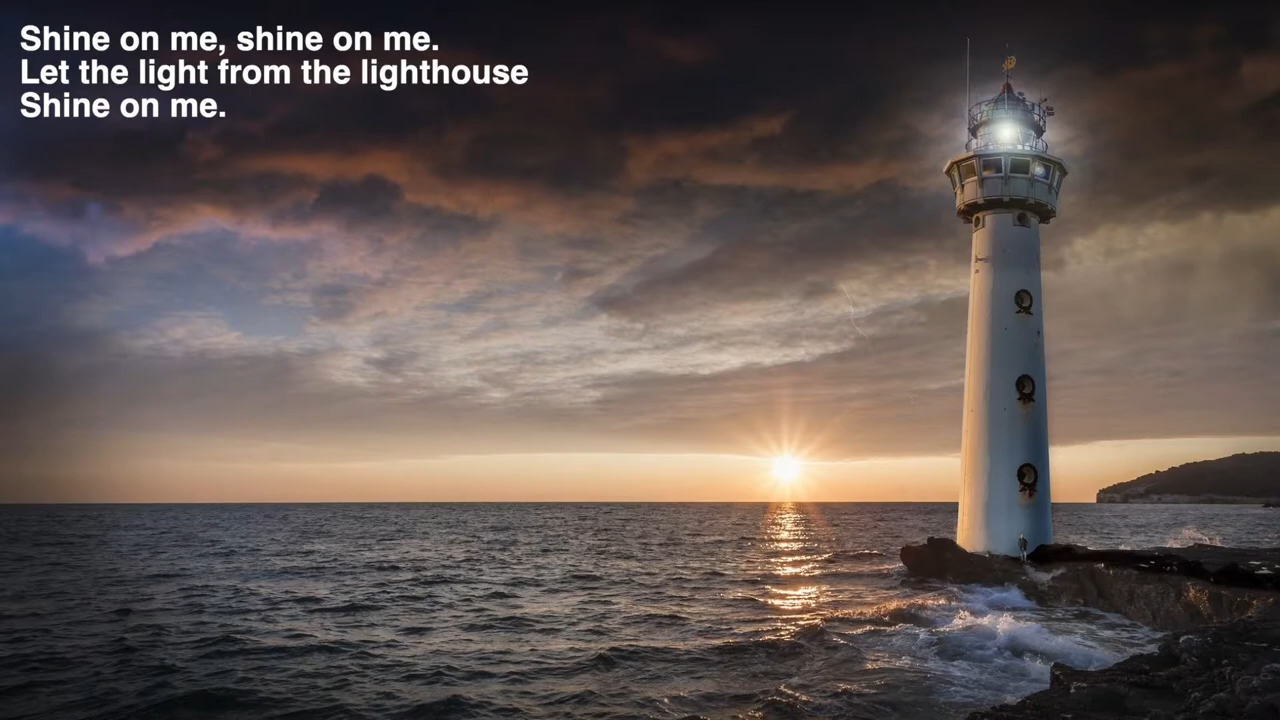 Shine on me, shine on me.
Let the light from the lighthouse
Shine on me.